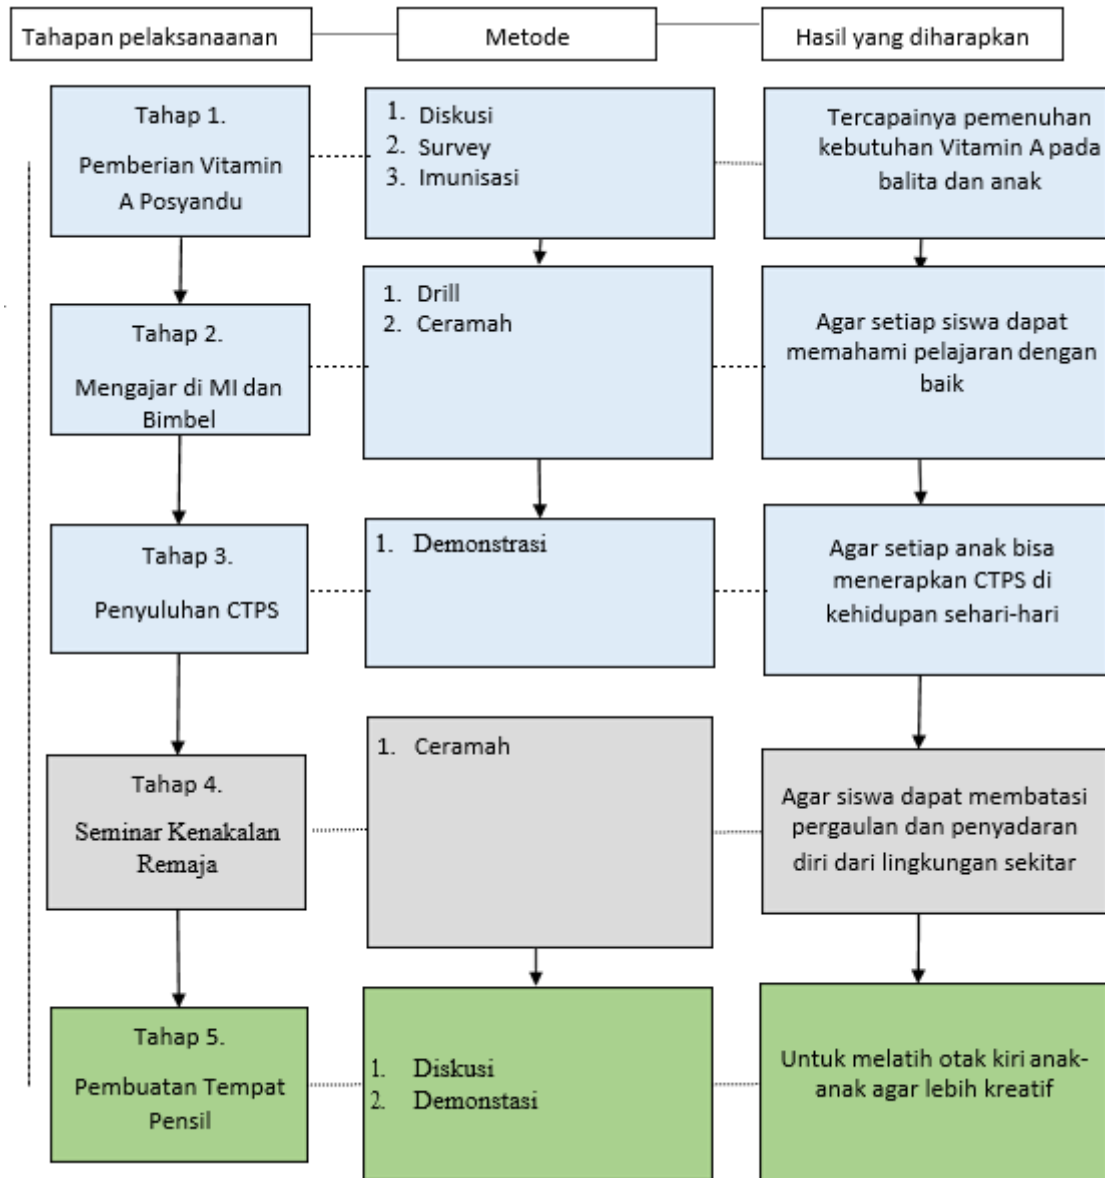 Tahapan pelaksanaanan
Metode
Hasil yang diharapkan
Tahap 1.
Pemberian Vitamin
A Posyandu
1. Diskusi
2. Survey
3. Imunisasi
Tercapainya pemenuhan
kebutuhan Vitamin A pada
balita dan anak
Tahap 2.
Mengajar di MI dan
Bimbel
1. Drill
2. Ceramah
Agar setiap siswa dapat
memahami pelajaran dengan
baik
Tahap 3.
Penyuluhan CTPS
1. Demonstrasi
Agar setiap anak bisa
menerapkan CTPS di
kehidupan sehari-hari
Tahap 4.
Seminar Kenakalan
Remaja
1. Ceramah
Agar siswa dapat membatasi
pergaulan dan penyadaran
diri dari lingkungan sekitar
Tahap 5.
Pembuatan Tempat
Pensil
1. Diskusi
2. Demonstasi
Untuk melatih otak kiri anak-
anak agar lebih kreatif